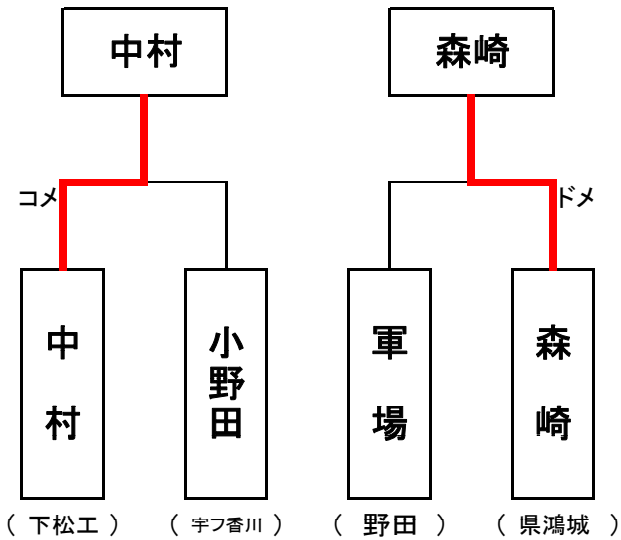 中村 森崎
コメ ドメ
中村 小野田 軍場 森崎
( 下松工 ) ( 宇フ香川 ) ( 野田 ) ( 県鴻城 )